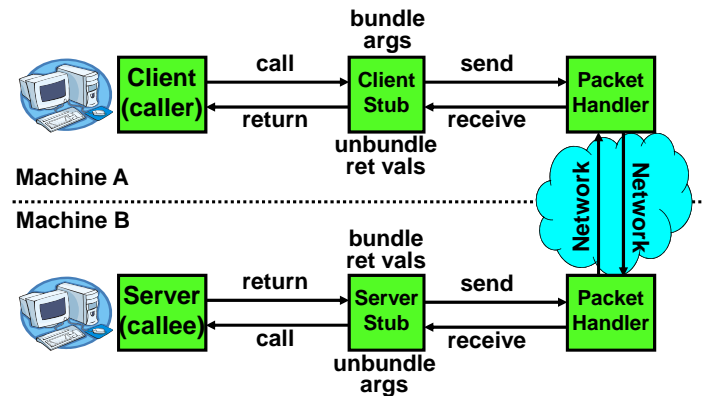 bundle
args
Client
(caller)
call
return
Client
Stub
send
receive
Packet
Handler
unbundle
ret vals
Machine A
Network
Network
Machine B
bundle
ret vals
Server
(callee)
return
call
Server
Stub
send
receive
Packet
Handler
unbundle
args